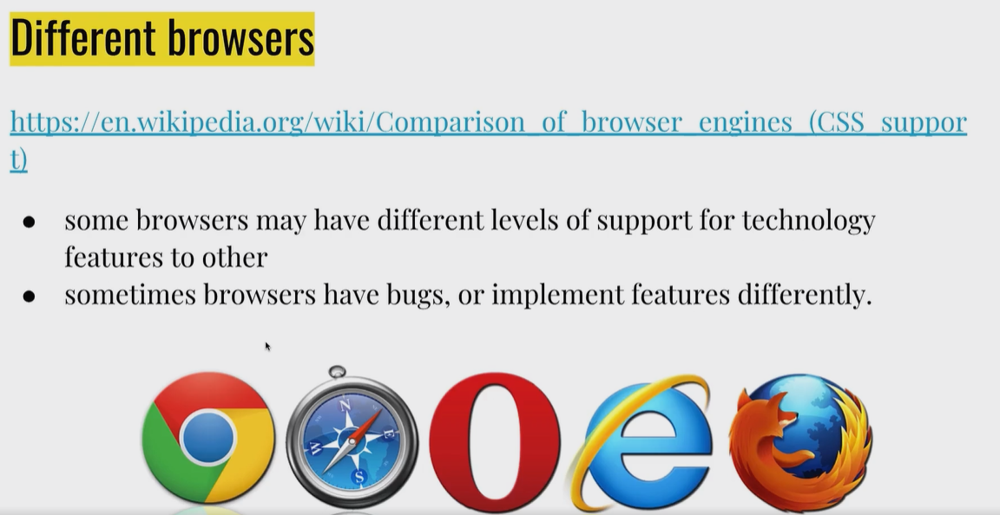 Different browsers
https://en.wikipedia.org/wiki/Comparison_of_browser_engines_(CSS_suppor
t)
● some browsers may have different levels of support for technology
features to other
● sometimes browsers have bugs, or implement features differently.
N
E
W
S